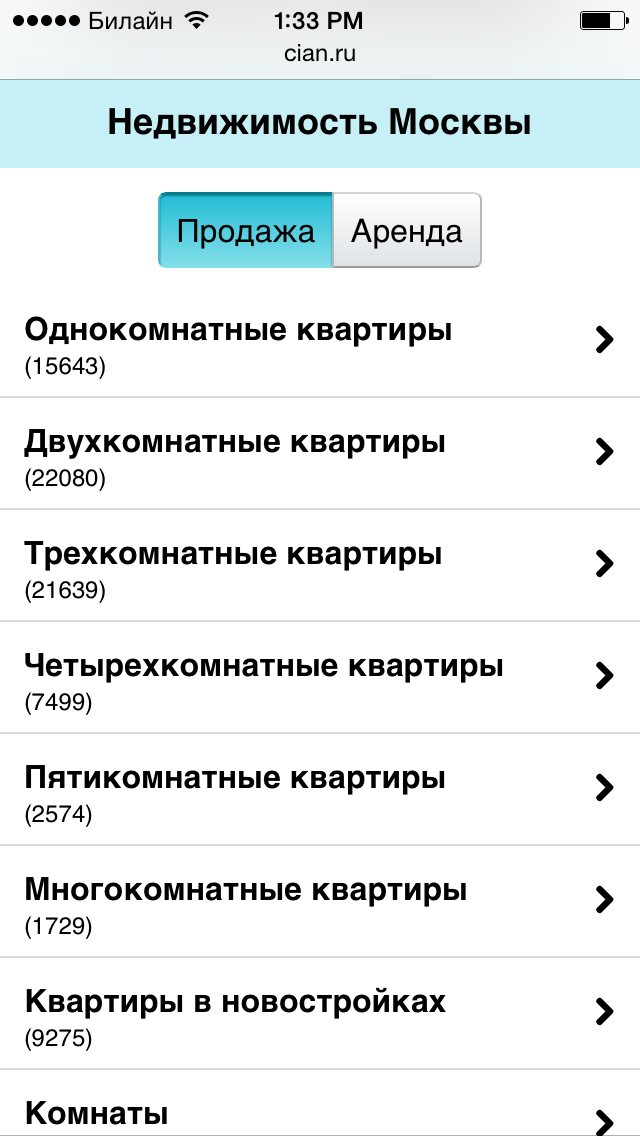 Билайн 1:33 PM
cian.ru
Недвижимость Москвы
Продажа Аренда
Однокомнатные квартиры
(15643)
Двухкомнатные квартиры
(22080)
Трехкомнатные квартиры
(21639)
Четырехкомнатные квартиры
(7499)
Пятикомнатные квартиры
(2574)
Многокомнатные квартиры
(1729)
Квартиры в новостройках
(9275)
Комнаты